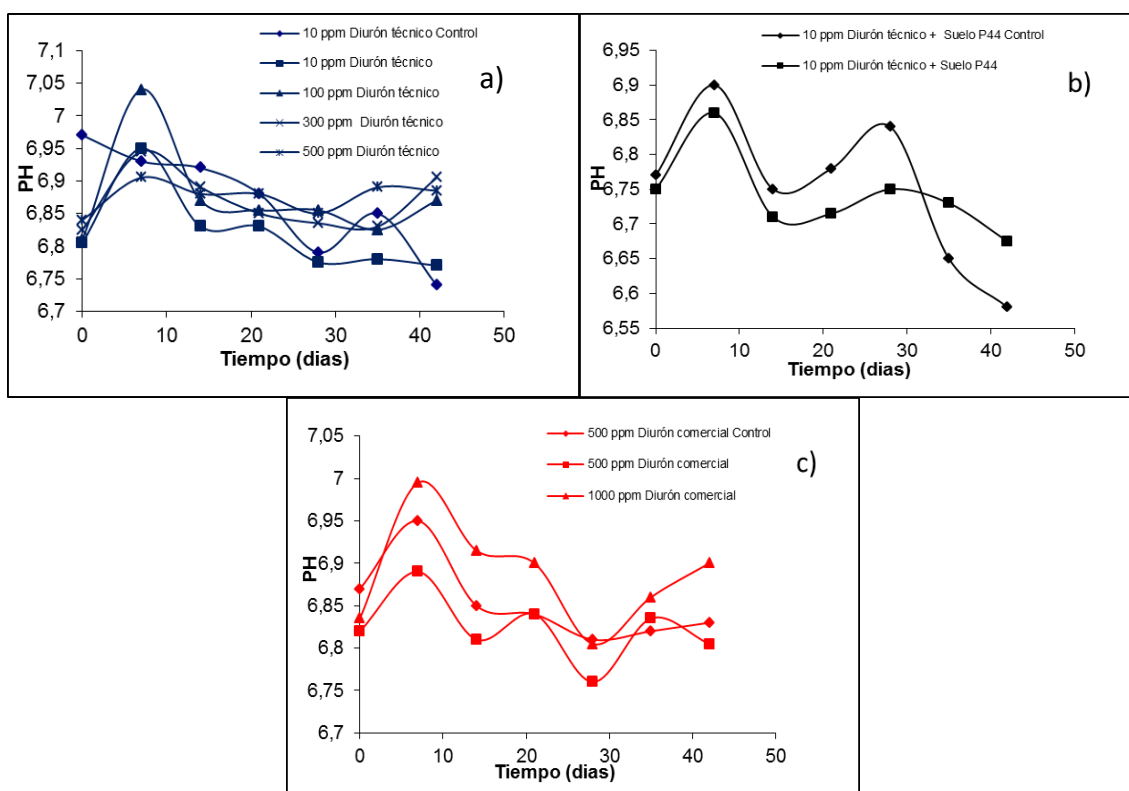 10 ppm Diurón técnico Control
10 ppm Diurón técnico
100 ppm Diurón técnico
300 ppm Diurón técnico
500 ppm Diurón técnico
a)
7,1
7,05
7
6,95
6,9
6,85
6,8
6,75
6,7
PH
0 10 20 30 40 50
Tiempo (dias)
10 ppm Diurón técnico + Suelo P44 Control
10 ppm Diurón técnico + Suelo P44
b)
6,95
6,9
6,85
6,8
6,75
6,7
6,65
6,6
6,55
PH
0 10 20 30 40 50
Tiempo (dias)
500 ppm Diurón comercial Control
500 ppm Diurón comercial
1000 ppm Diurón comercial
c)
7,05
7
6,95
6,9
6,85
6,8
6,75
6,7
PH
0 10 20 30 40 50
Tiempo (dias)